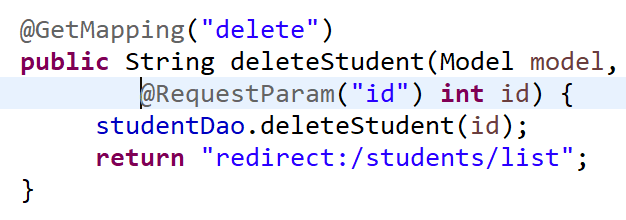 @GetMapping("delete")
public String deleteStudent(Model model,
@RequestParam("id") int id) {
studentDao.deleteStudent(id);
return "redirect:/students/list";
}